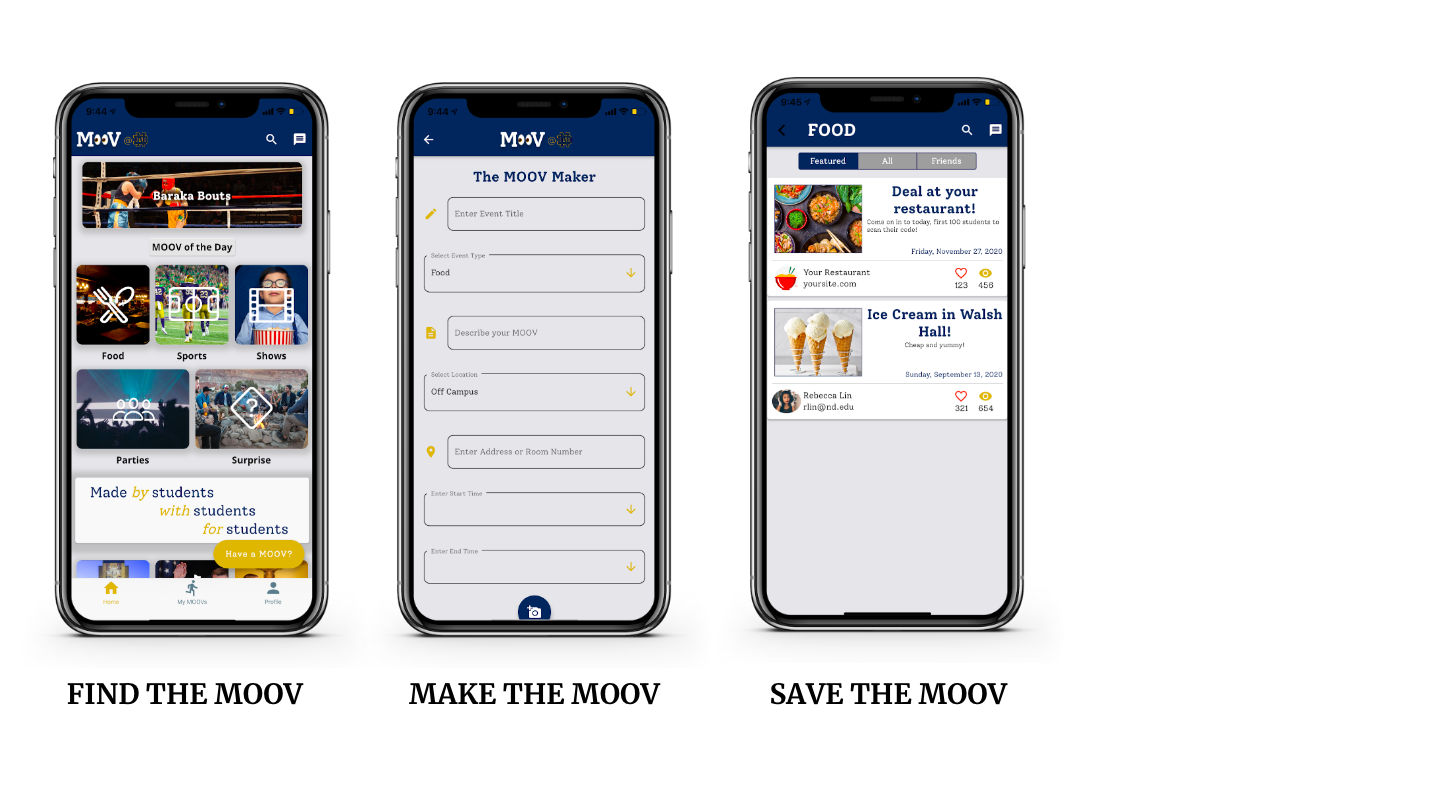 9:44
MOOV @
Baraka Bouts
MOOV of the Day
Food
Sports
Shows
Parties
Surprise
Made by students
with students
for students
Have a MOOV?
Home
My MOOVs
Profile
FIND THE MOOV
9:44
MOOV @
The MOOV Maker
Enter Event Title
Select Event Type
Food
Describe your MOOV
Select Location
Off Campus
Enter Address or Room Number
Enter Start Time
Enter End Time
MAKE THE MOOV
9:45
FOOD
Featured All Friends
Deal at your
restaurant!
Come on in to today, first 100 students to
scan their code!
Friday, November 27, 2020
Your Restaurant
yoursite.com
123 456
Ice Cream in Walsh
Hall!
Cheap and yummy!
Sunday, September 13, 2020
Rebecca Lin
rlin@nd.edu
321 654
SAVE THE MOOV